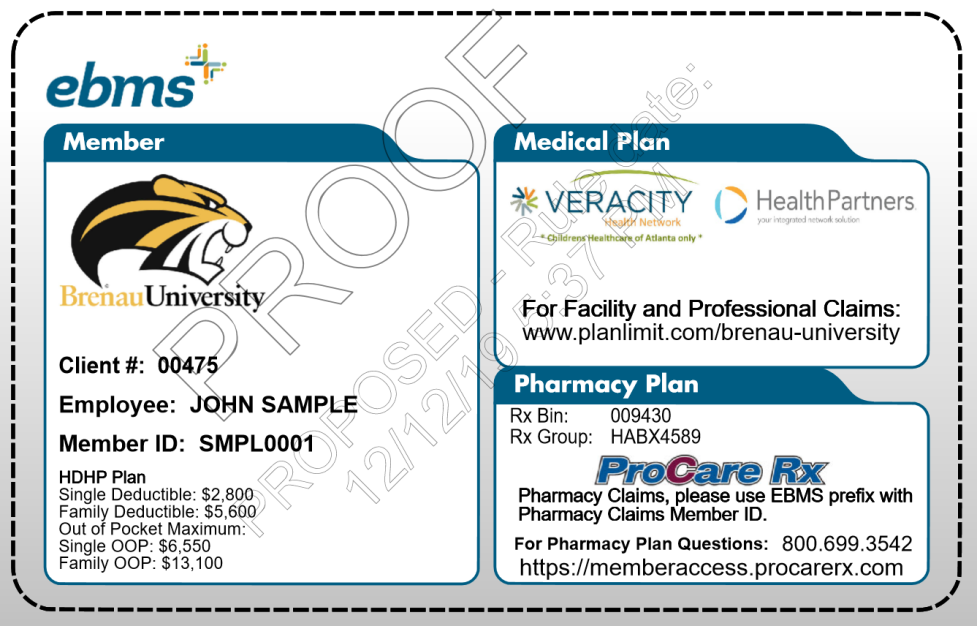 ebms
Member
Brenau University
Client #: 00475
Employee: JOHN SAMPLE
Member ID: SMPL0001
HDHP Plan
Single Deductible: $2,800
Family Deductible: $5,600
Out of Pocket Maximum:
Single OOP: $6,550
Family OOP: $13,100
Medical Plan
VERACITY
Health Network
* Childrens Healthcare of Atlanta only *
HealthPartners
your integrated network solution
For Facility and Professional Claims:
www.planlimit.com/brenau-university
Pharmacy Plan
Rx Bin: 009430
Rx Group: HABX4589
ProCare Rx
Pharmacy Claims, please use EBMS prefix with
Pharmacy Claims Member ID.
For Pharmacy Plan Questions: 800.699.3542
https://memberaccess.procarerx.com
PROOF
PROPOSED - Rule date:
12/12/19 5:37 PM